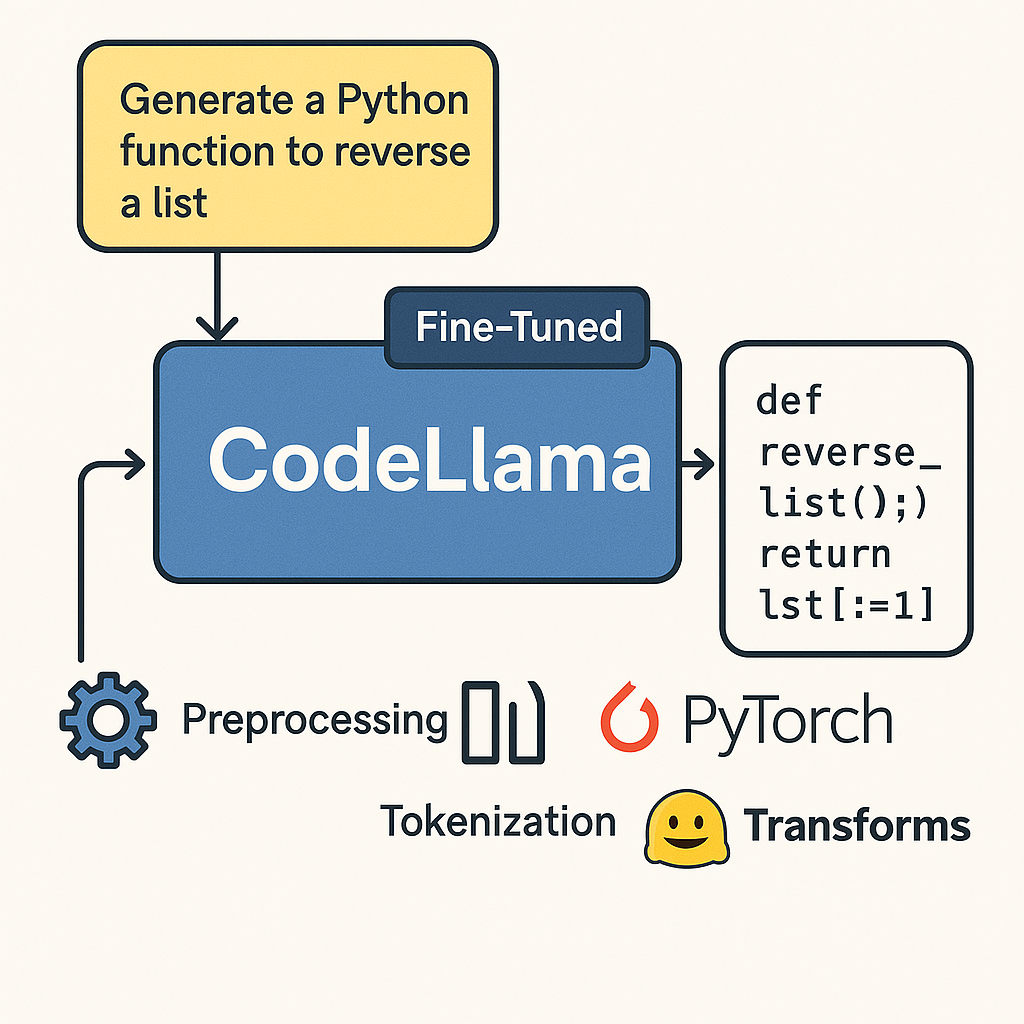 Generate a Python
function to reverse
a list
Fine-Tuned
CodeLlama
def
reverse_
list();)
return
lst[:=1]
Preprocessing
PyTorch
Tokenization
Transforms